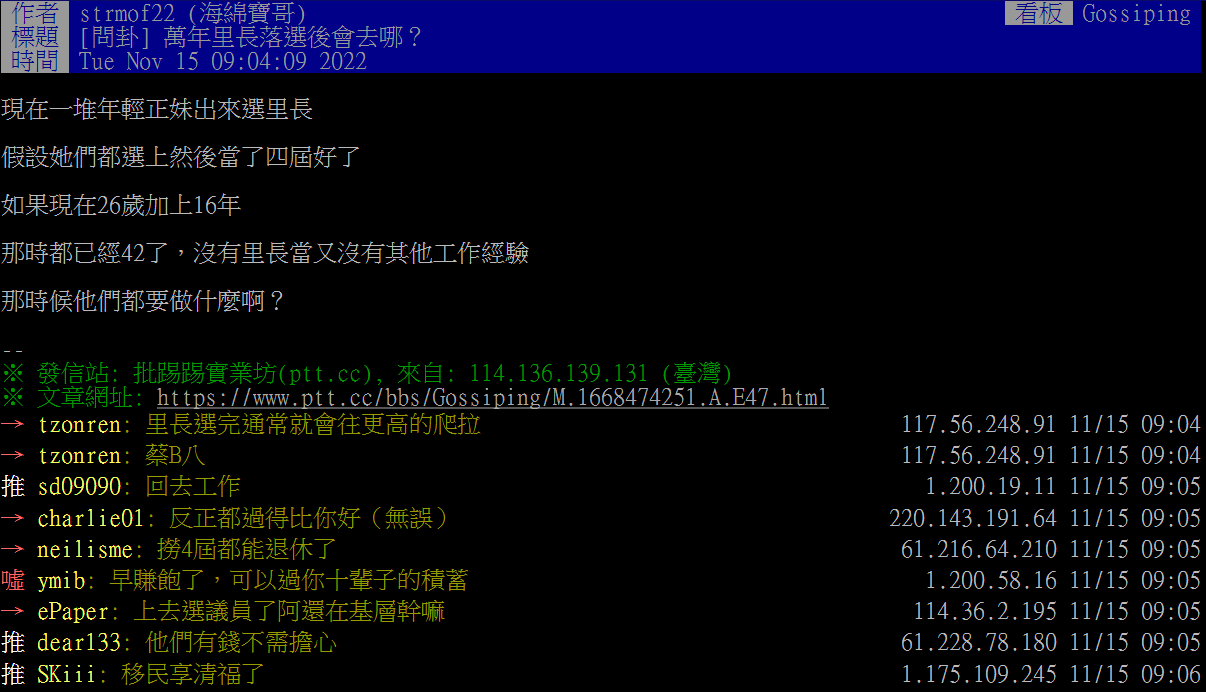 作者 strmof22 (海綿寶哥) 看板 Gossiping
標題 [問卦] 萬年里長落選後會去哪？
時間 Tue Nov 15 09:04:09 2022
現在一堆年輕正妹出來選里長
假設她們都選上然後當了四屆好了
如果現在26歲加上16年
那時都已經42了，沒有里長當又沒有其他工作經驗
那時候他們都要做什麼啊？
--
※ 發信站: 批踢踢實業坊(ptt.cc), 來自: 114.136.139.131 (臺灣)
※ 文章網址: https://www.ptt.cc/bbs/Gossiping/M.1668474251.A.E47.html
→ tzonren: 里長選完通常就會往更高的爬拉 117.56.248.91 11/15 09:04
→ tzonren: 蔡B八 117.56.248.91 11/15 09:04
推 sd09090: 回去工作 1.200.19.11 11/15 09:05
→ charlie01: 反正都過得比你好（無誤） 220.143.191.64 11/15 09:05
→ neilisme: 撈4屆都能退休了 61.216.64.210 11/15 09:05
噓 ymib: 早賺飽了，可以過你十輩子的積蓄 1.200.58.16 11/15 09:05
→ ePaper: 上去選議員了阿還在基層幹嘛 114.36.2.195 11/15 09:05
推 dear133: 他們有錢不需擔心 61.228.78.180 11/15 09:05
推 SKiii: 移民享清福了 1.175.109.245 11/15 09:06